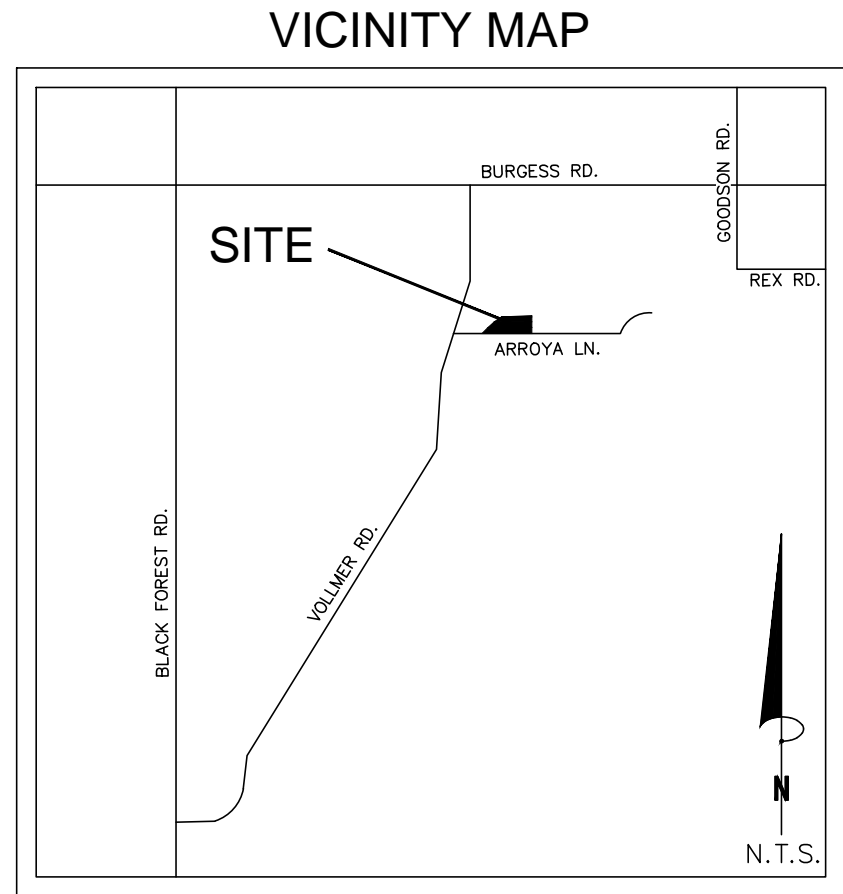 VICINITY MAP
BURGESS RD.
GOODSON RD.
SITE
REX RD.
ARROYA LN.
VOLLMER RD.
BLACK FOREST RD.
N
N.T.S.